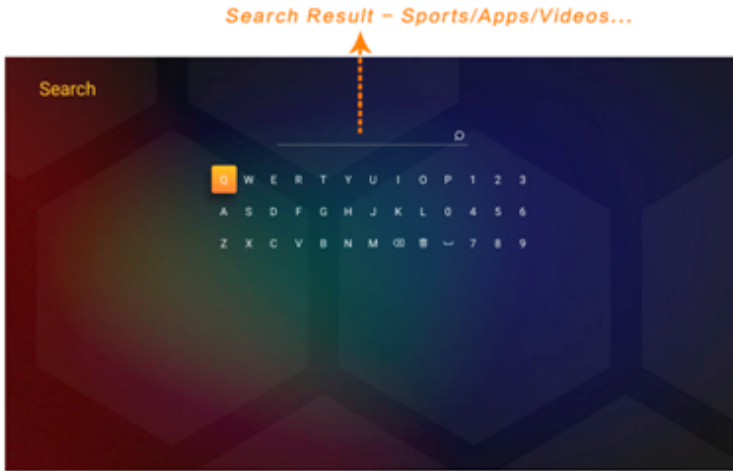 Search Result – Sports/Apps/Videos...
Search
Q W E R T Y U I O P 1 2 3
A S D F G H J K L 0 4 5 6
Z X C V B N M 7 8 9